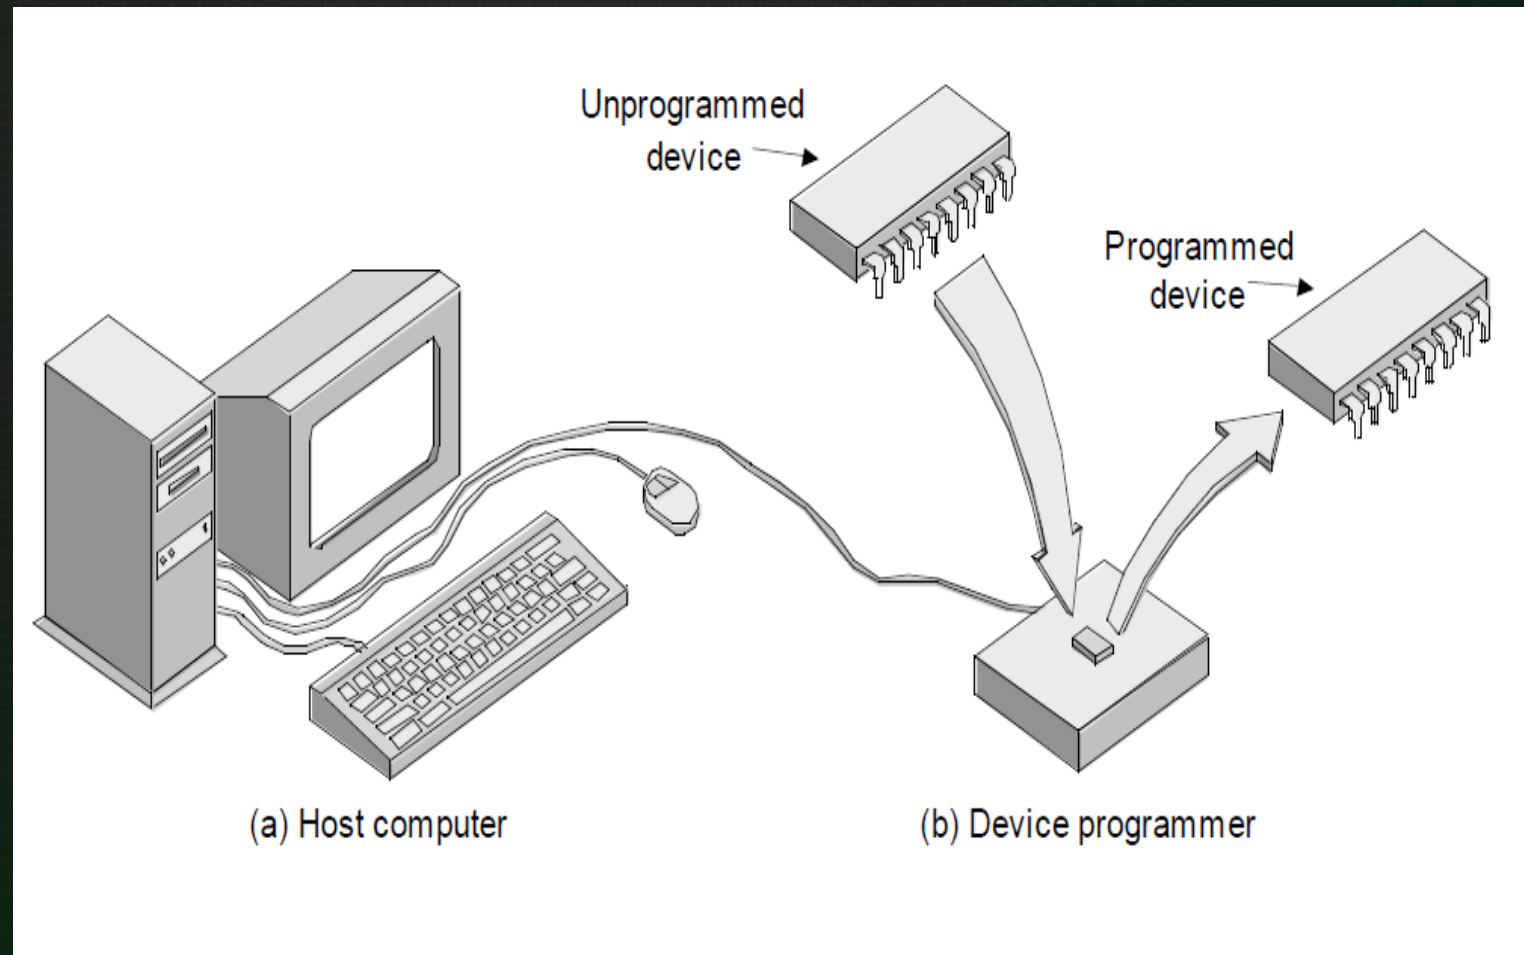 Unprogrammed
device
Programmed
device
(a) Host computer
(b) Device programmer